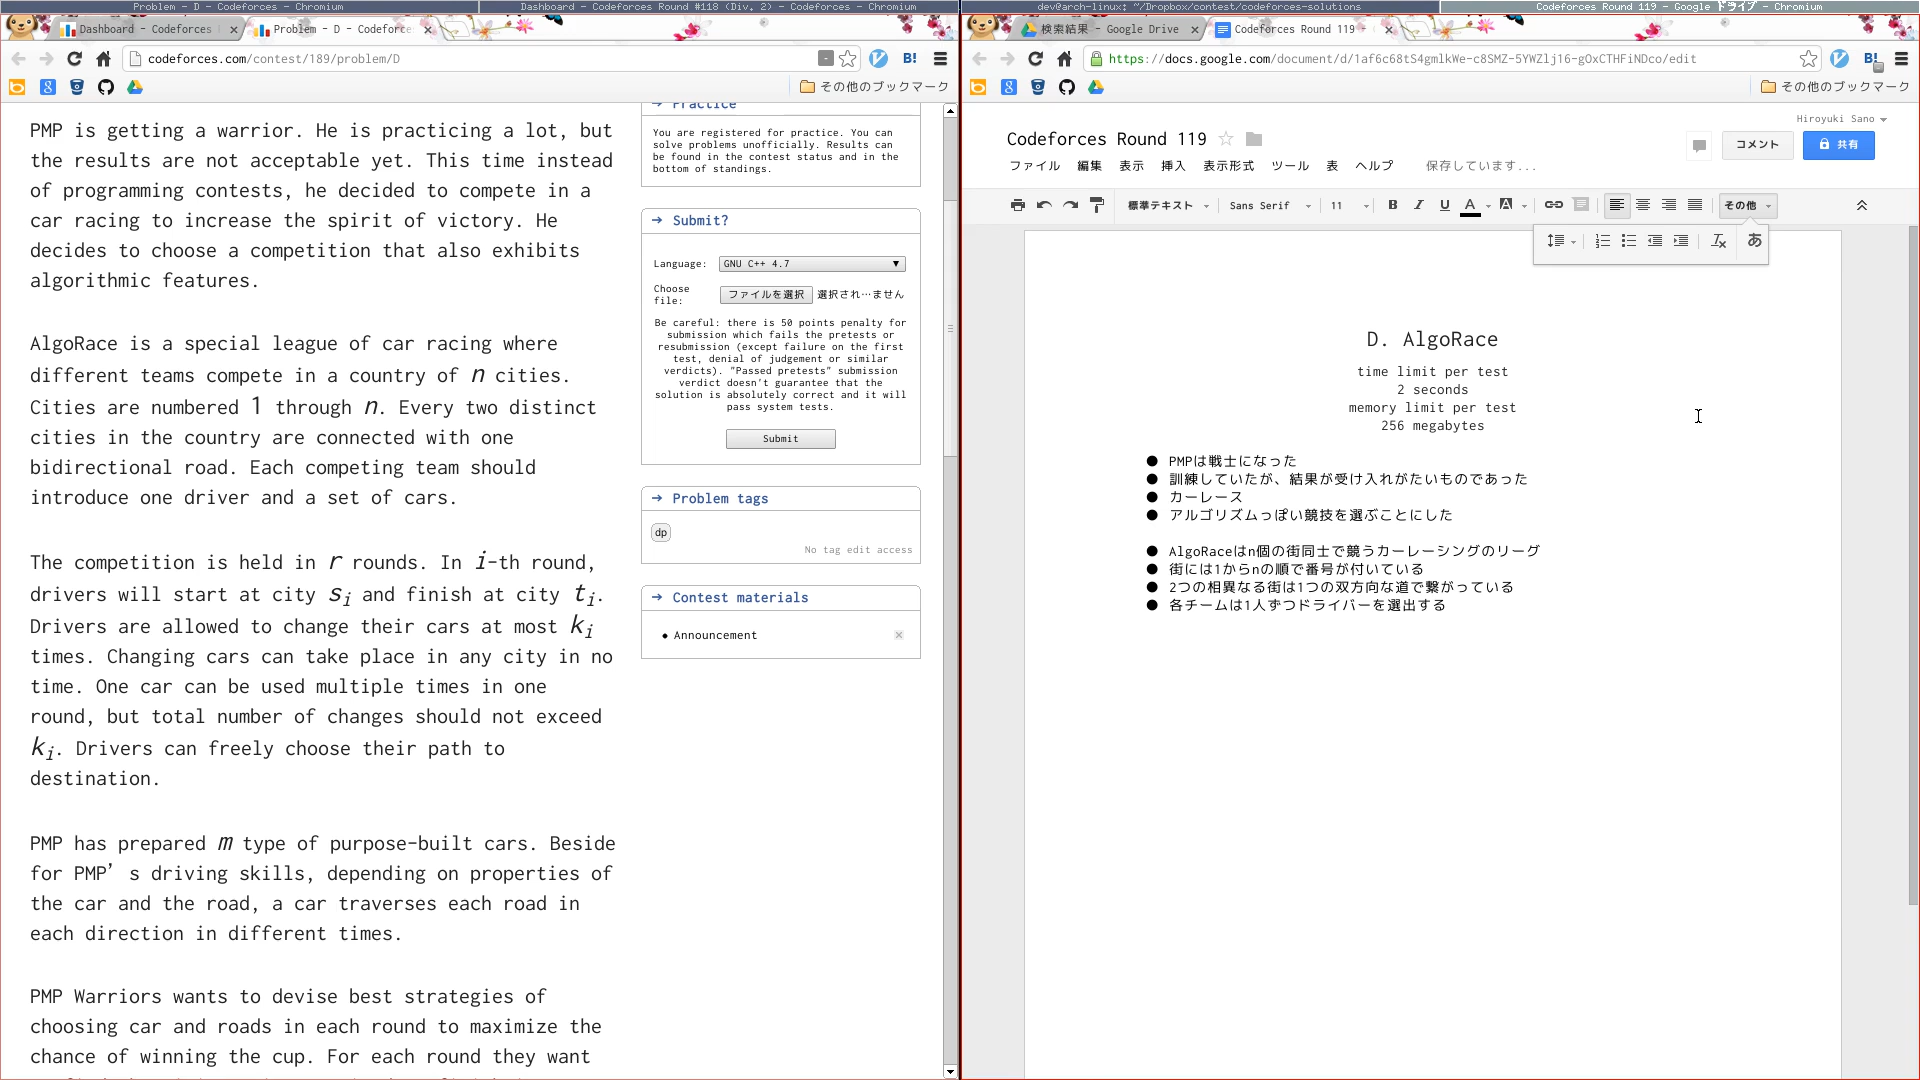 Problem - D - Codeforces - Chromium
Dashboard - Codeforces Round #118 (Div. 2) - Codeforces - Chromium
dev@arch-linux: ~/Dropbox/contest/codeforces-solutions
Codeforces Round 119 - Google ドライブ - Chromium
Dashboard - Codeforces
Problem - D - Codeforce
codeforces.com/contest/189/problem/D
B!
その他のブックマーク
PMP is getting a warrior. He is practicing a lot, but
the results are not acceptable yet. This time instead
of programming contests, he decided to compete in a
car racing to increase the spirit of victory. He
decides to choose a competition that also exhibits
algorithmic features.
AlgoRace is a special league of car racing where
different teams compete in a country of n cities.
Cities are numbered 1 through n. Every two distinct
cities in the country are connected with one
bidirectional road. Each competing team should
introduce one driver and a set of cars.
The competition is held in r rounds. In i-th round,
drivers will start at city si and finish at city ti.
Drivers are allowed to change their cars at most ki
times. Changing cars can take place in any city in no
time. One car can be used multiple times in one
round, but total number of changes should not exceed
ki. Drivers can freely choose their path to
destination.
PMP has prepared m type of purpose-built cars. Beside
for PMP’s driving skills, depending on properties of
the car and the road, a car traverses each road in
each direction in different times.
PMP Warriors wants to devise best strategies of
choosing car and roads in each round to maximize the
chance of winning the cup. For each round they want
→ Practice
You are registered for practice. You can
solve problems unofficially. Results can
be found in the contest status and in the
bottom of standings.
→ Submit?
Language: GNU C++ 4.7
Choose
file: ファイルを選択 選択され…ません
Be careful: there is 50 points penalty for
submission which fails the pretests or
resubmission (except failure on the first
test, denial of judgement or similar
verdicts). "Passed pretests" submission
verdict doesn't guarantee that the
solution is absolutely correct and it will
pass system tests.
Submit
→ Problem tags
dp
No tag edit access
→ Contest materials
● Announcement
検索結果 - Google Drive
Codeforces Round 119 -
https://docs.google.com/document/d/1af6c68tS4gmlkWe-c8SMZ-5YWZlj16-gOxCTHFiNDco/edit
B!
その他のブックマーク
Hiroyuki Sano
Codeforces Round 119
コメント
共有
ファイル 編集 表示 挿入 表示形式 ツール 表 ヘルプ 保存しています...
標準テキスト Sans Serif 11 B I U A A その他
あ
D. AlgoRace
time limit per test
2 seconds
memory limit per test
256 megabytes
● PMPは戦士になった
● 訓練していたが、結果が受け入れがたいものであった
● カーレース
● アルゴリズムっぽい競技を選ぶことにした
● AlgoRaceはn個の街同士で競うカーレーシングのリーグ
● 街には1からnの順で番号が付いている
● 2つの相異なる街は1つの双方向な道で繋がっている
● 各チームは1人ずつドライバーを選出する